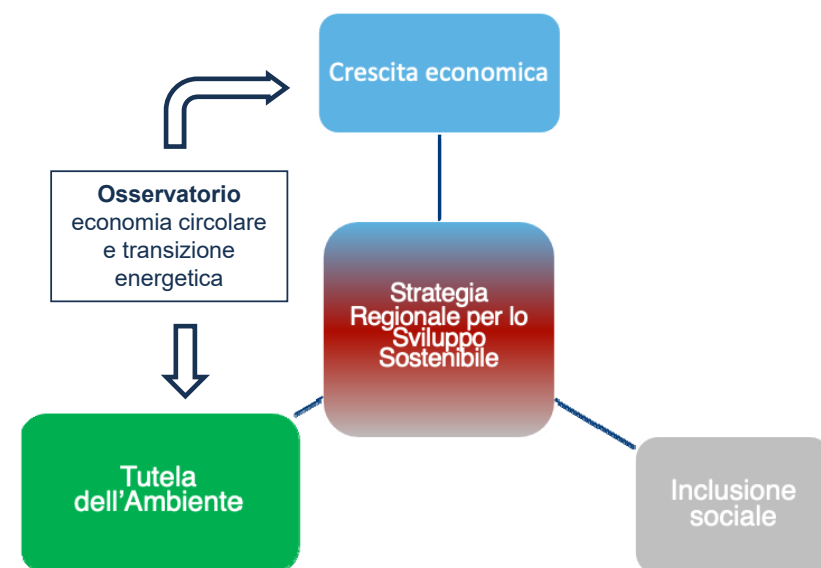 Crescita economica
Osservatorio
economia circolare
e transizione
energetica
Strategia
Regionale per lo
Sviluppo
Sostenibile
Tutela
dell’Ambiente
Inclusione
sociale